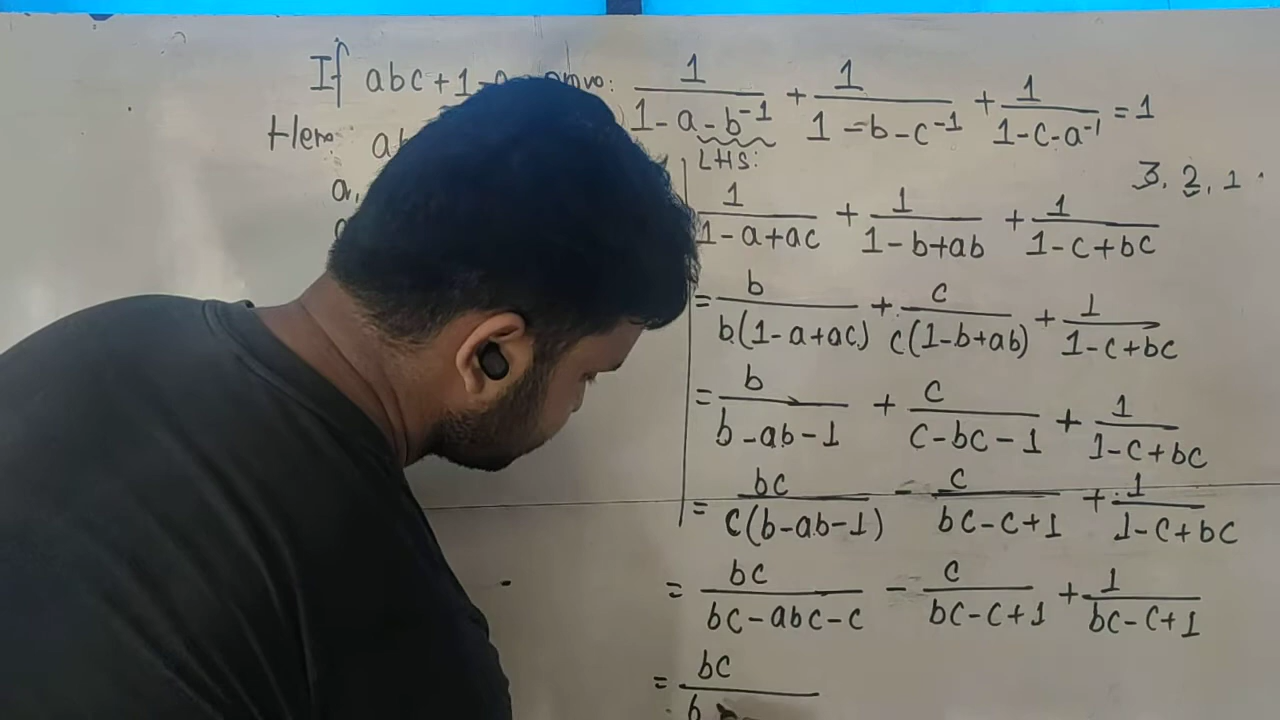 If abc+1 : 1/(1-a-b⁻¹) + 1/(1-b-c⁻¹) + 1/(1-c-a⁻¹) = 1
LHS:
3, 2, 1
1/(1-a+ac) + 1/(1-b+ab) + 1/(1-c+bc)
= b/(b(1-a+ac)) + c/(c(1-b+ab)) + 1/(1-c+bc)
= b/(b-ab-1) + c/(c-bc-1) + 1/(1-c+bc)
= bc/(c(b-ab-1)) - c/(bc-c+1) + 1/(1-c+bc)
= bc/(bc-abc-c) - c/(bc-c+1) + 1/(bc-c+1)
= bc/b